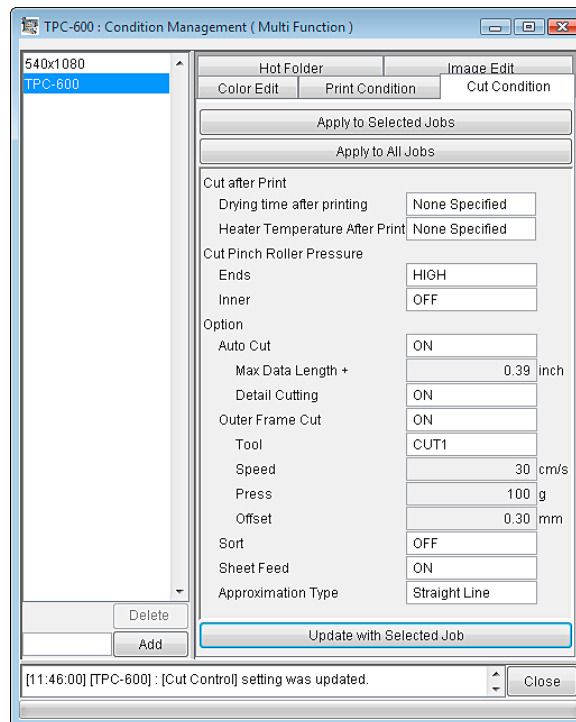 TPC-600 : Condition Management ( Multi Function )
540x1080
TPC-600
Hot Folder Image Edit
Color Edit Print Condition Cut Condition
Apply to Selected Jobs
Apply to All Jobs
Cut after Print
Drying time after printing None Specified
Heater Temperature After Print None Specified
Cut Pinch Roller Pressure
Ends HIGH
Inner OFF
Option
Auto Cut ON
Max Data Length + 0.39 inch
Detail Cutting ON
Outer Frame Cut ON
Tool CUT1
Speed 30 cm/s
Press 100 g
Offset 0.30 mm
Sort OFF
Sheet Feed ON
Approximation Type Straight Line
Delete
Add
Update with Selected Job
[11:46:00] [TPC-600] : [Cut Control] setting was updated.
Close